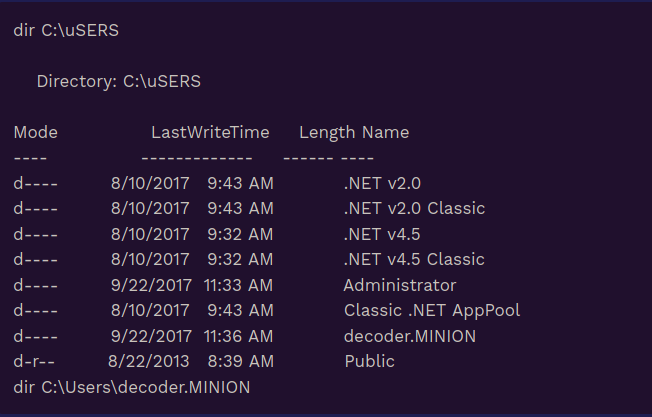 dir C:\uSERS
Directory: C:\uSERS
Mode LastWriteTime Length Name
---- ------------- ------ ----
d---- 8/10/2017 9:43 AM .NET v2.0
d---- 8/10/2017 9:43 AM .NET v2.0 Classic
d---- 8/10/2017 9:32 AM .NET v4.5
d---- 8/10/2017 9:32 AM .NET v4.5 Classic
d---- 9/22/2017 11:33 AM Administrator
d---- 8/10/2017 9:43 AM Classic .NET AppPool
d---- 9/22/2017 11:36 AM decoder.MINION
d-r-- 8/22/2013 8:39 AM Public
dir C:\Users\decoder.MINION